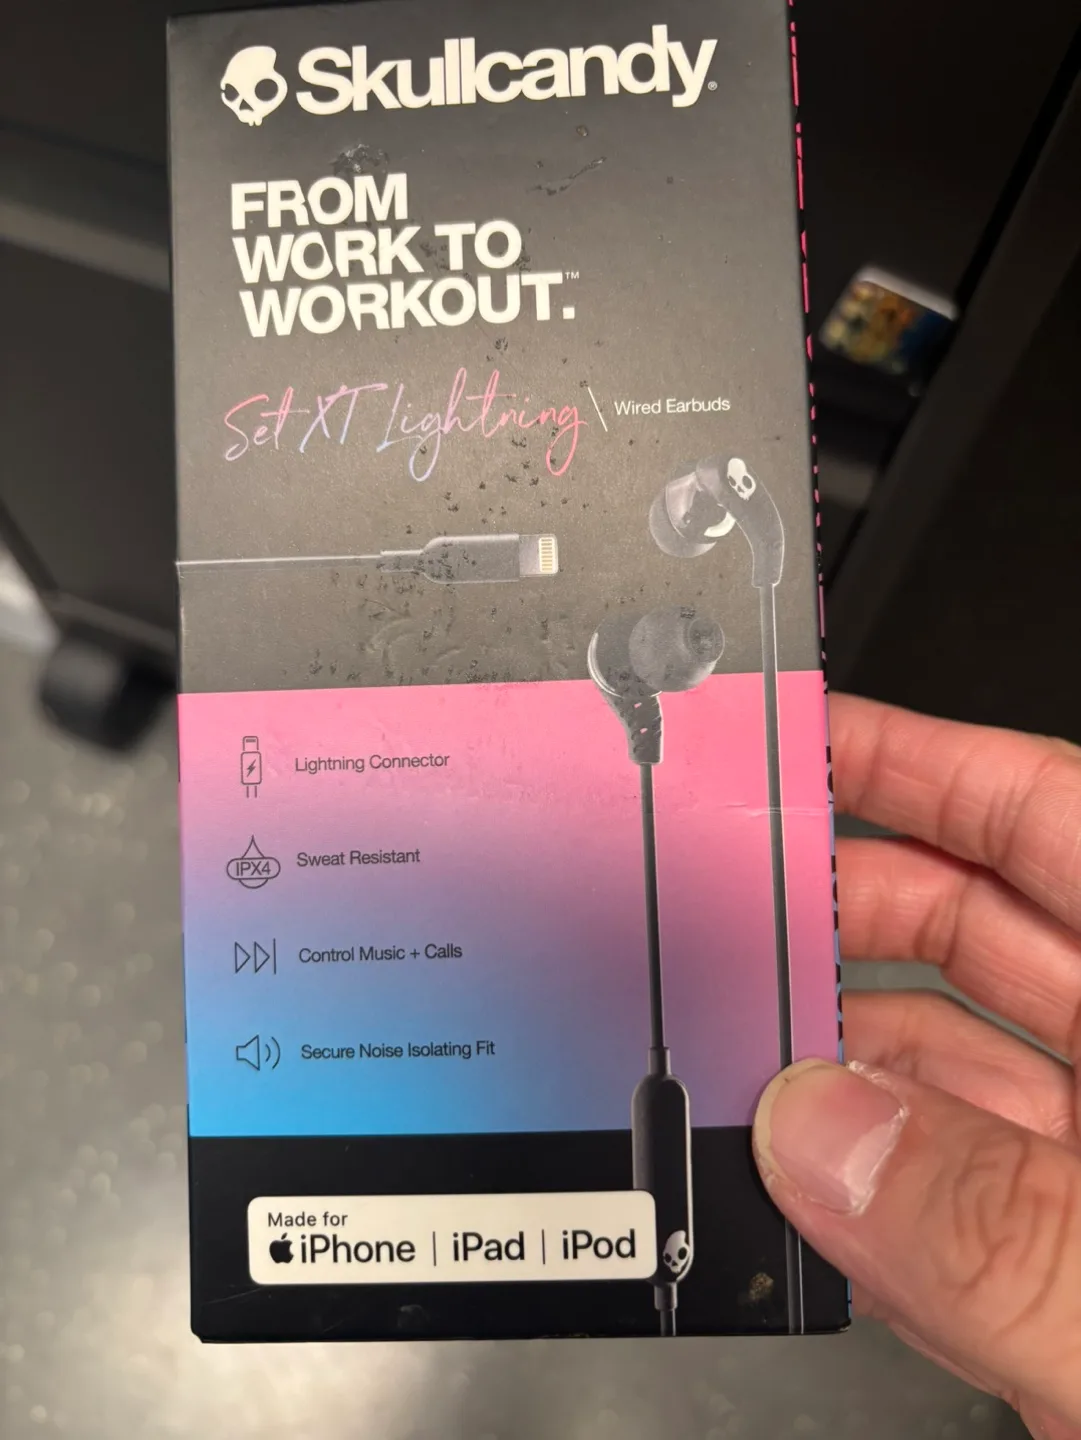 Skullcandy®
FROM
WORK TO
WORKOUT.™
Set XT Lightning \ Wired Earbuds
Lightning Connector
IPX4 Sweat Resistant
Control Music + Calls
Secure Noise Isolating Fit
Made for
iPhone | iPad | iPod